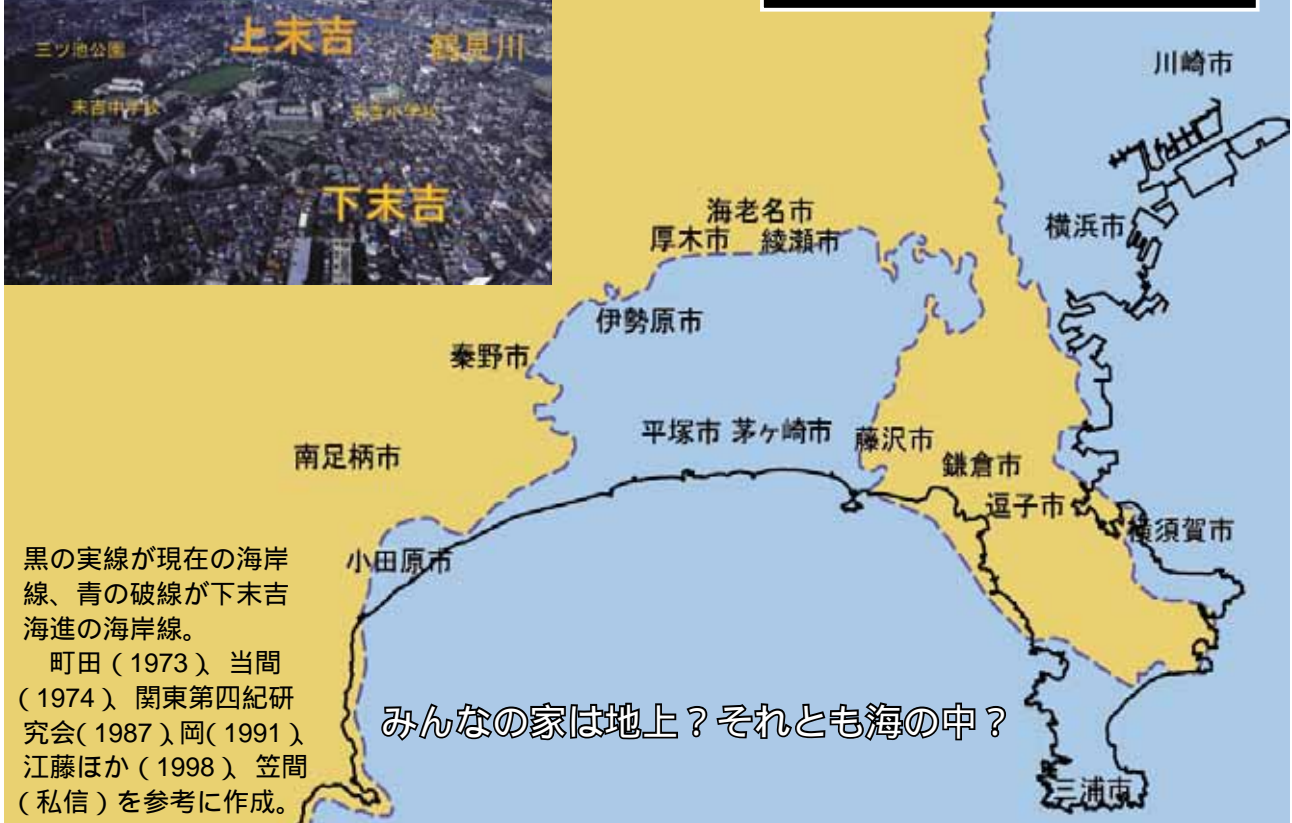 三ツ池公園
上末吉
鶴見川
末吉中学校
末吉小学校
下末吉
川崎市
横浜市
海老名市
厚木市 綾瀬市
伊勢原市
秦野市
平塚市 茅ヶ崎市
藤沢市
南足柄市
鎌倉市
逗子市
横須賀市
小田原市
黒の実線が現在の海岸
線、青の破線が下末吉
海進の海岸線。
町田(1973)、当間
(1974)、関東第四紀研
究会(1987)、岡(1991)、
江藤ほか(1998)、笠間
(私信)を参考に作成。
みんなの家は地上?それとも海の中?
三浦市